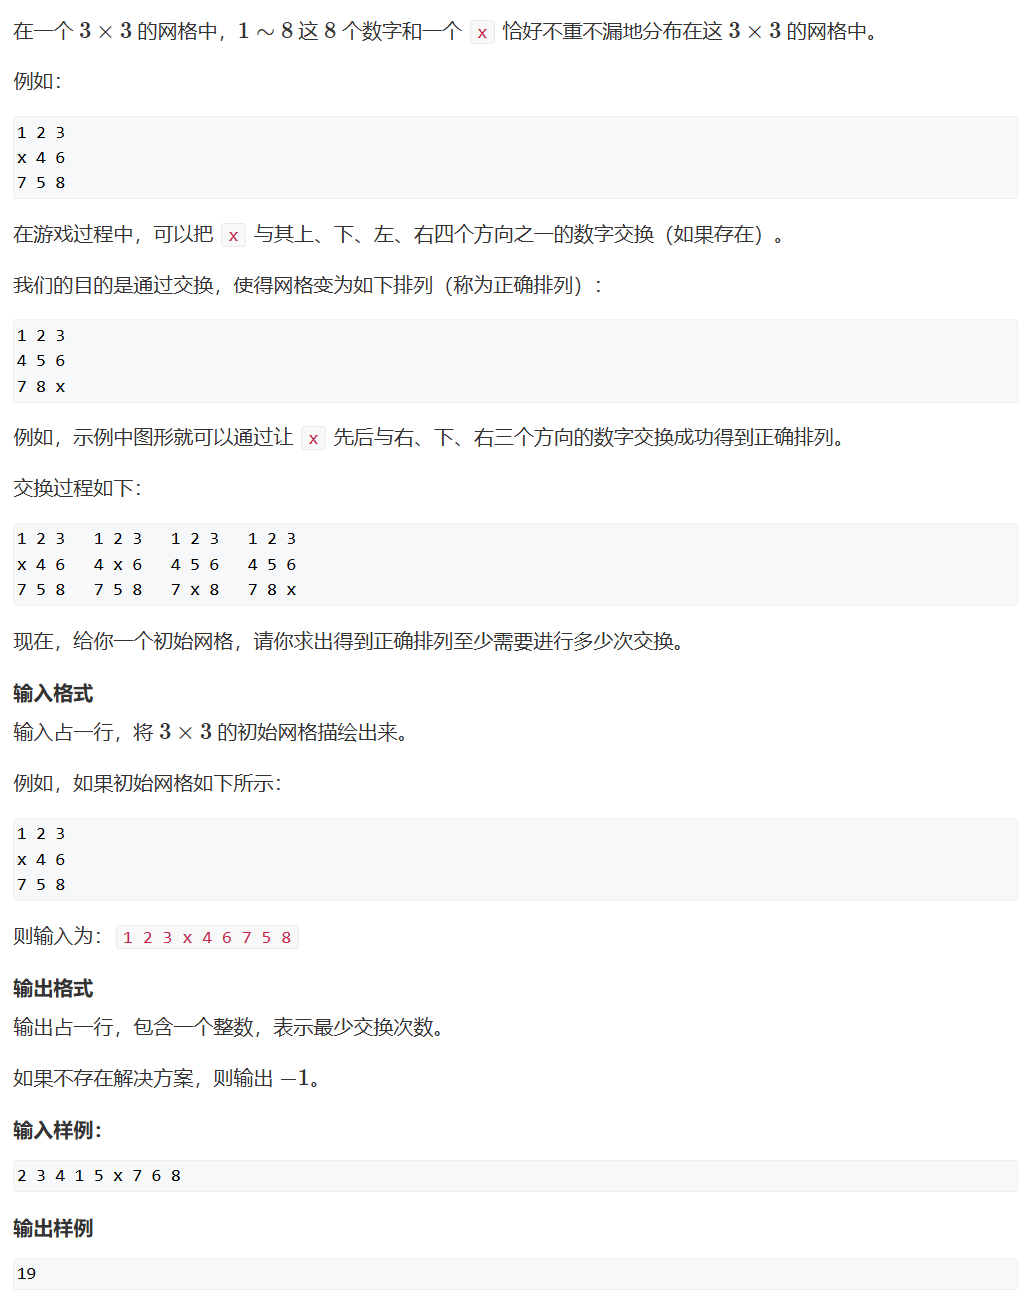 在一个 3 × 3 的网格中，1 ∼ 8 这 8 个数字和一个 x 恰好不重不漏地分布在这 3 × 3 的网格中。
例如：
1 2 3
x 4 6
7 5 8
在游戏过程中，可以把 x 与其上、下、左、右四个方向之一的数字交换（如果存在）。
我们的目的是通过交换，使得网格变为如下排列（称为正确排列）：
1 2 3
4 5 6
7 8 x
例如，示例中图形就可以通过让 x 先后与右、下、右三个方向的数字交换成功得到正确排列。
交换过程如下：
1 2 3   1 2 3   1 2 3   1 2 3
x 4 6   4 x 6   4 5 6   4 5 6
7 5 8   7 5 8   7 x 8   7 8 x
现在，给你一个初始网格，请你求出得到正确排列至少需要进行多少次交换。
输入格式
输入占一行，将 3 × 3 的初始网格描绘出来。
例如，如果初始网格如下所示：
1 2 3
x 4 6
7 5 8
则输入为： 1 2 3 x 4 6 7 5 8
输出格式
输出占一行，包含一个整数，表示最少交换次数。
如果不存在解决方案，则输出 −1。
输入样例：
2 3 4 1 5 x 7 6 8
输出样例
19